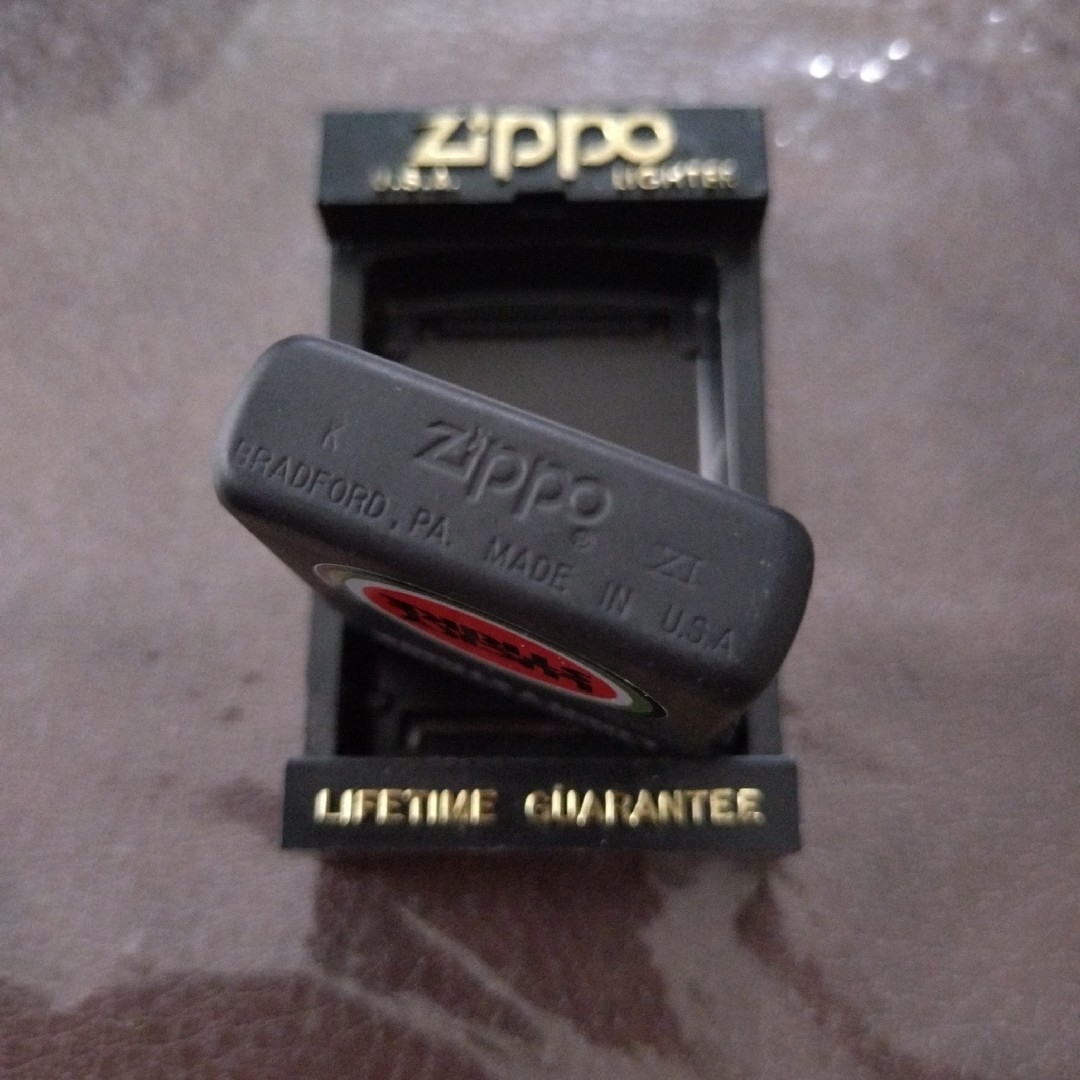 zippo
U.S.A. LIGHTER
K zippo ® XI
BRADFORD, PA. MADE IN U.S.A
LIFETIME GUARANTEE